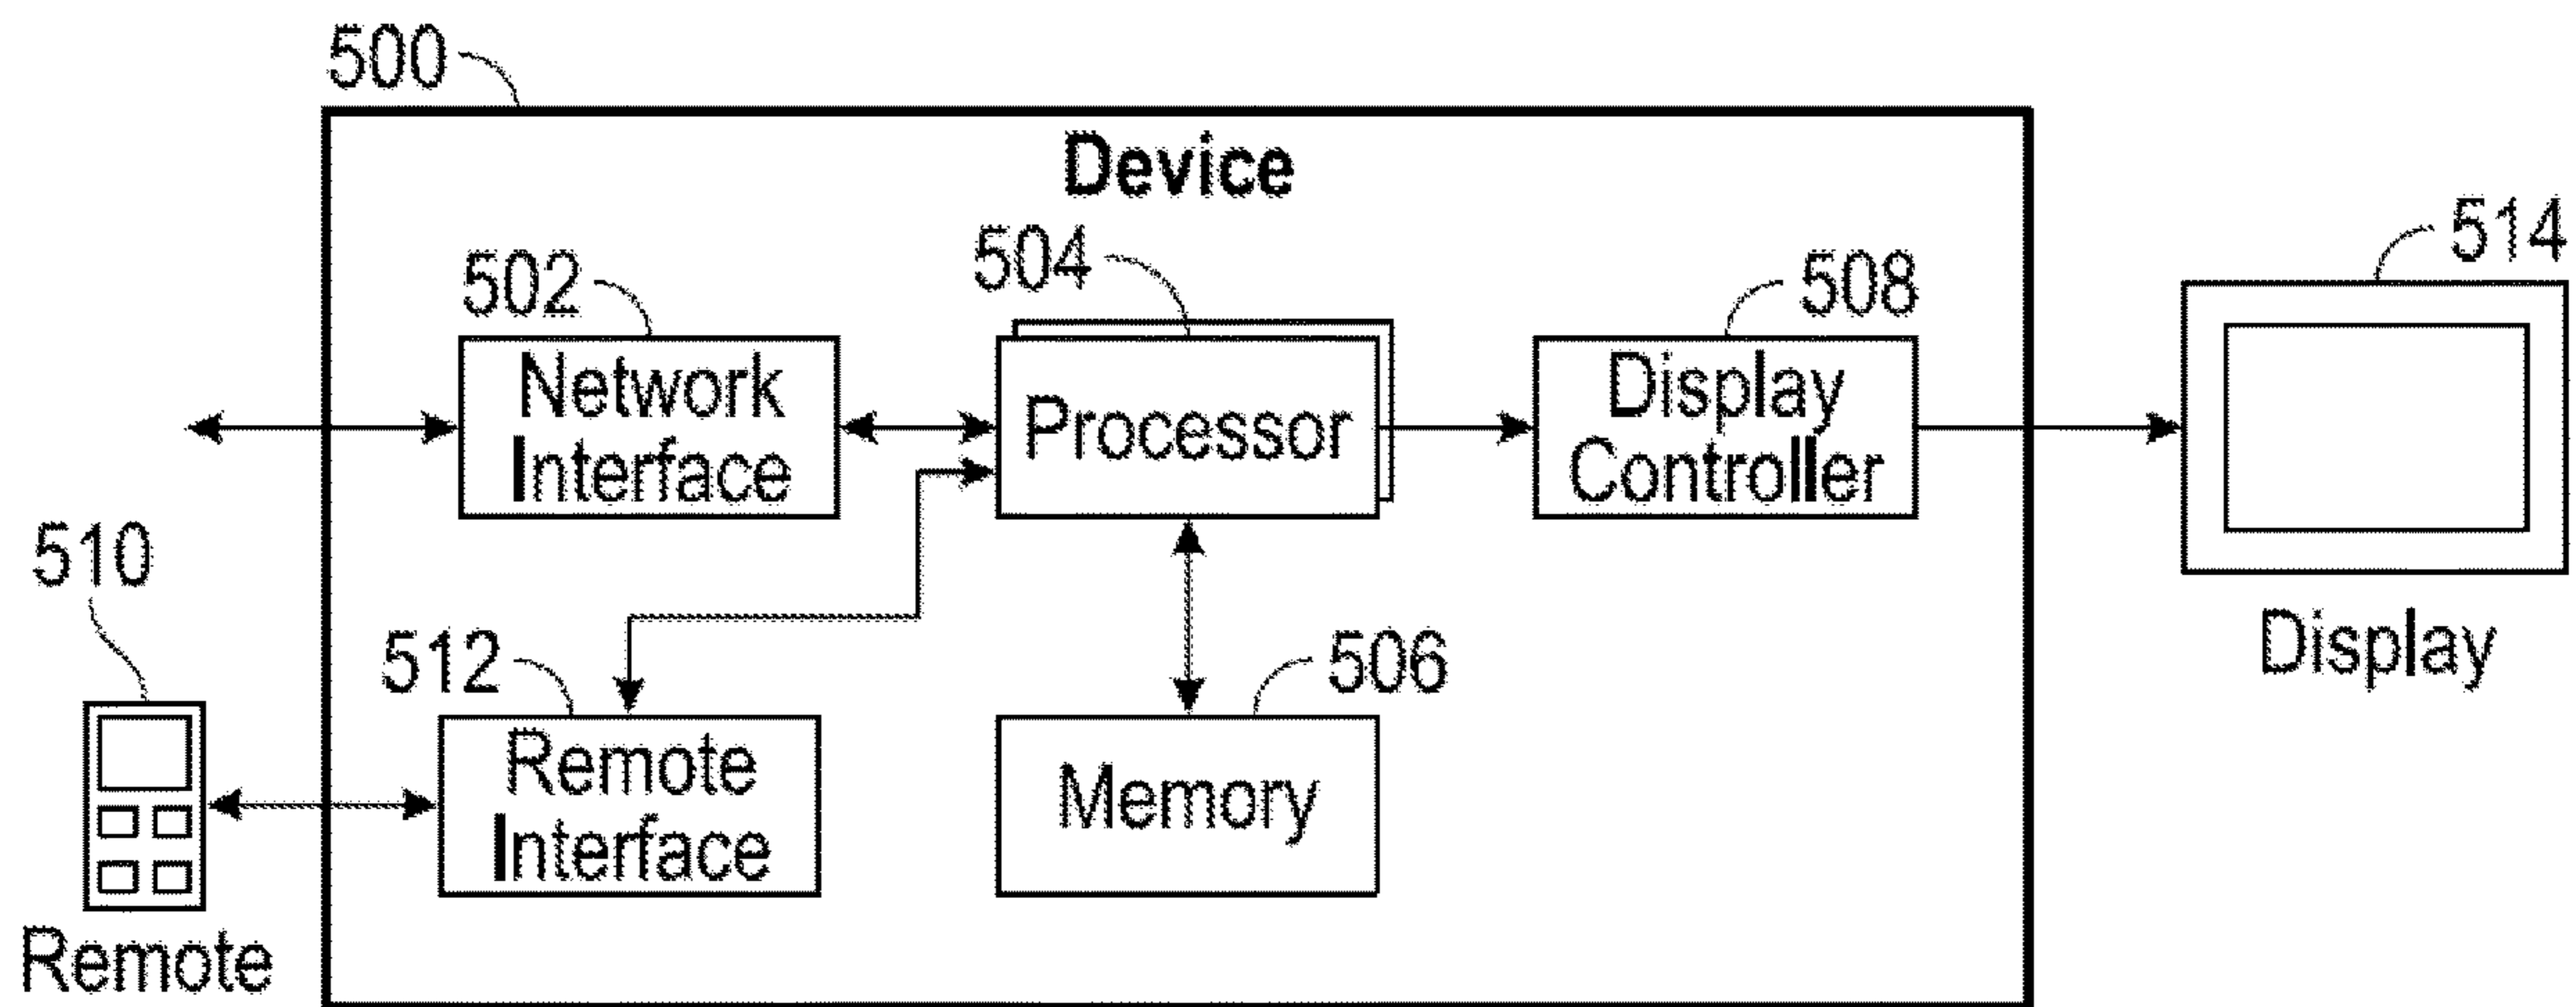 500
Device
504
514
502
508
Network
Interface
Processor
Display
Controller
510
512
506
Display
Remote
Interface
Memory
Remote